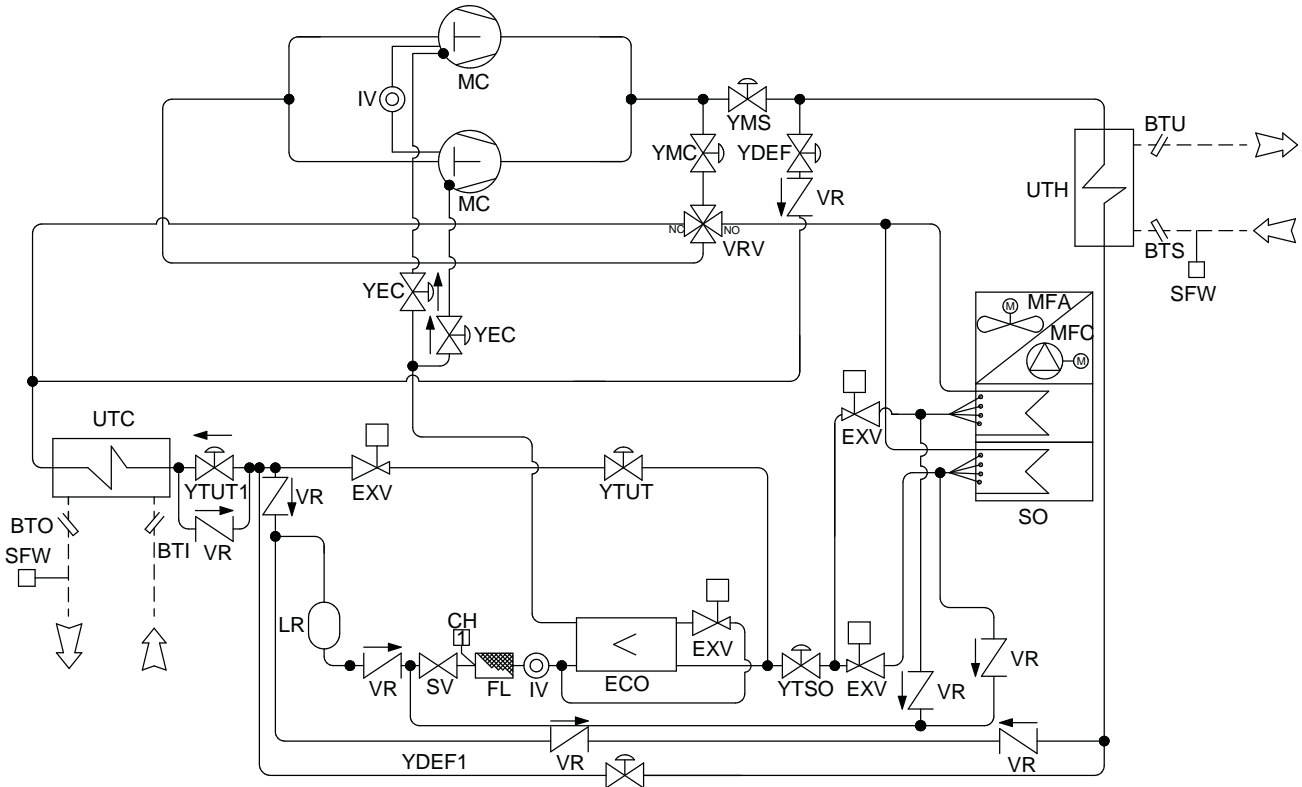 MC
IV
YMS
BTU
YMC
YDEF
VR
UTH
MC
NC
NO
VRV
BTS
SFW
YEC
M
MFA
YEC
MFC
M
UTC
EXV
YTUT1
VR
EXV
YTUT
SO
BTO
BTI
VR
SFW
LR
CH
1
EXV
VR
SV
FL
IV
ECO
YTSO
EXV
VR
VR
YDEF1
VR
VR